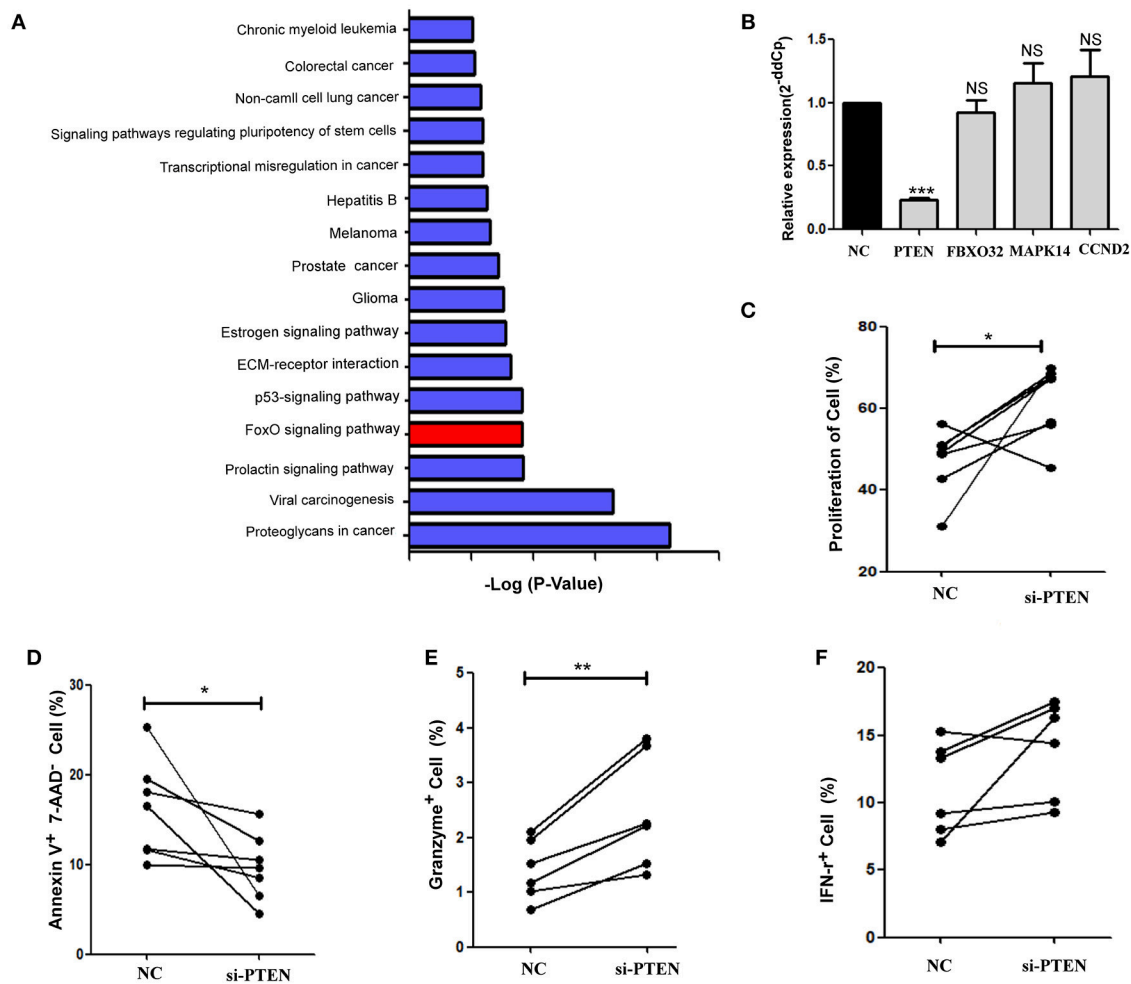 A
Chronic myeloid leukemia
Colorectal cancer
Non-camll cell lung cancer
Signaling pathways regulating pluripotency of stem cells
Transcriptional misregulation in cancer
Hepatitis B
Melanoma
Prostate cancer
Glioma
Estrogen signaling pathway
ECM-receptor interaction
p53-signaling pathway
FoxO signaling pathway
Prolactin signaling pathway
Viral carcinogenesis
Proteoglycans in cancer
-Log (P-Value)
B
Relative expression(2^-ddCp)
1.5
1.0
0.5
0.0
*** NS NS NS
NC PTEN FBXO32 MAPK14 CCND2
C
Proliferation of Cell (%)
80
60
40
20
*
NC si-PTEN
D
Annexin V+ 7-AAD- Cell (%)
30
20
10
0
*
NC si-PTEN
E
Granzyme+ Cell (%)
5
4
3
2
1
0
**
NC si-PTEN
F
IFN-r+ Cell (%)
20
15
10
5
0
NC si-PTEN